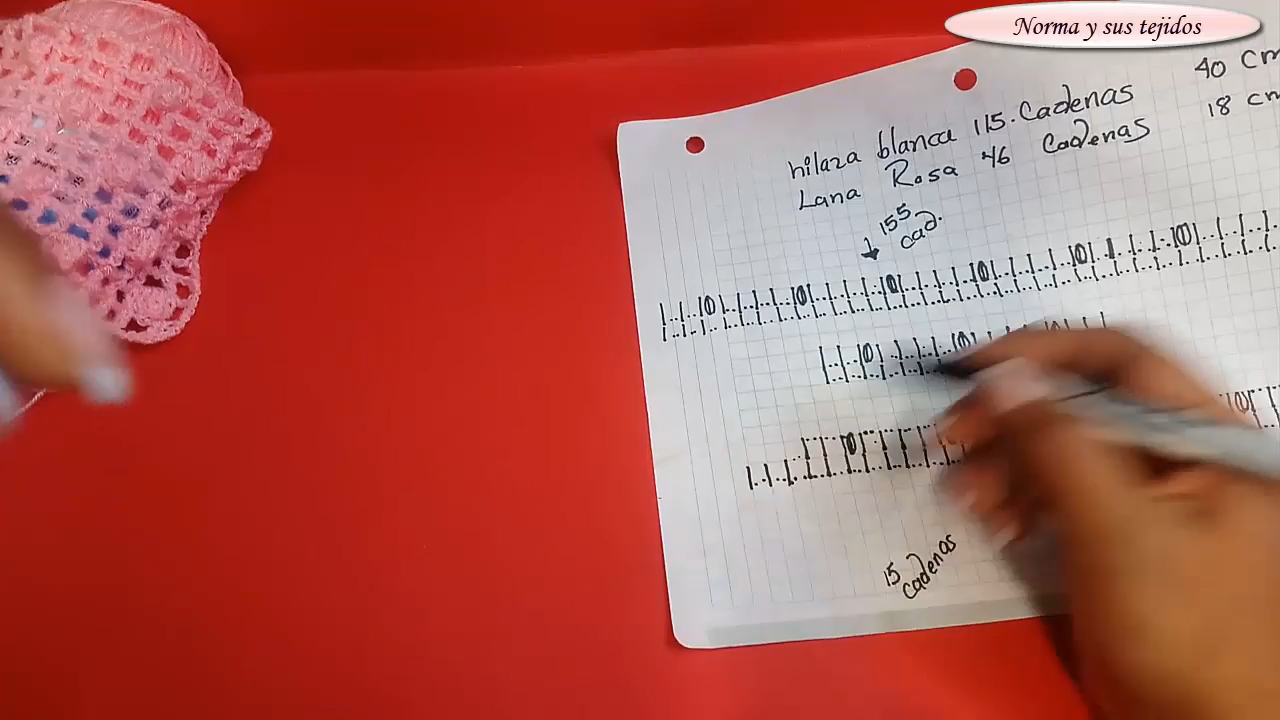 Norma y sus tejidos
40 cm
18 cm
hilaza blanca 115. Cadenas
Lana Rosa 46 Cadenas
155
cad.
15
cadenas